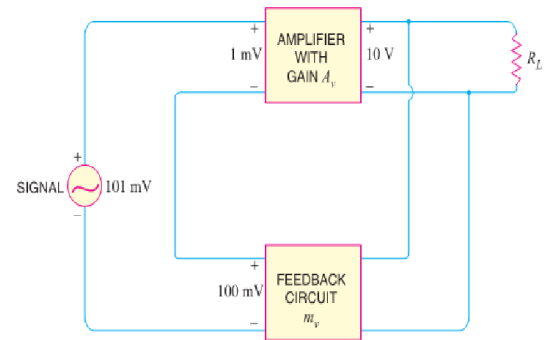 + AMPLIFIER +
1 mV WITH 10 V
GAIN A_v
− −
R_L
+
SIGNAL 101 mV
−
+
FEEDBACK
100 mV CIRCUIT
− m_v